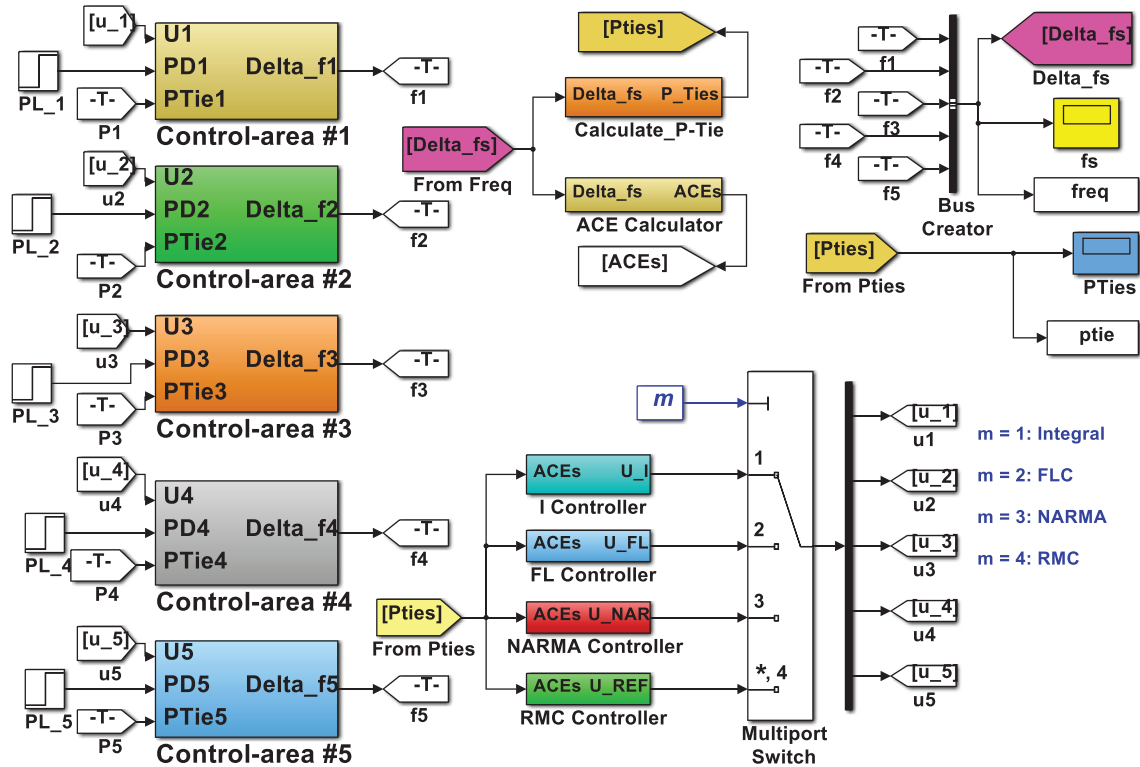 [u_1]
U1
PD1
PTie1
Delta_f1
PL_1
-T-
P1
-T-
f1
Control-area #1
[u_2]
u2
U2
PD2
PTie2
Delta_f2
PL_2
-T-
P2
-T-
f2
Control-area #2
[u_3]
u3
U3
PD3
PTie3
Delta_f3
PL_3
-T-
P3
-T-
f3
Control-area #3
[u_4]
u4
U4
PD4
PTie4
Delta_f4
PL_4
-T-
P4
-T-
f4
Control-area #4
[u_5]
u5
U5
PD5
PTie5
Delta_f5
PL_5
-T-
P5
-T-
f5
Control-area #5
[Pties]
Delta_fs P_Ties
Calculate_P-Tie
[Delta_fs]
From Freq
Delta_fs ACEs
ACE Calculator
[ACEs]
-T-
f1
-T-
f2
-T-
f3
-T-
f4
-T-
f5
Bus
Creator
[Delta_fs]
Delta_fs
fs
freq
[Pties]
From Pties
PTies
ptie
m
[Pties]
From Pties
ACEs U_I
I Controller
ACEs U_FL
FL Controller
ACEs U_NAR
NARMA Controller
ACEs U_REF
RMC Controller
1
2
3
*, 4
Multiport
Switch
[u_1]
u1
[u_2]
u2
[u_3]
u3
[u_4]
u4
[u_5]
u5
m = 1: Integral
m = 2: FLC
m = 3: NARMA
m = 4: RMC